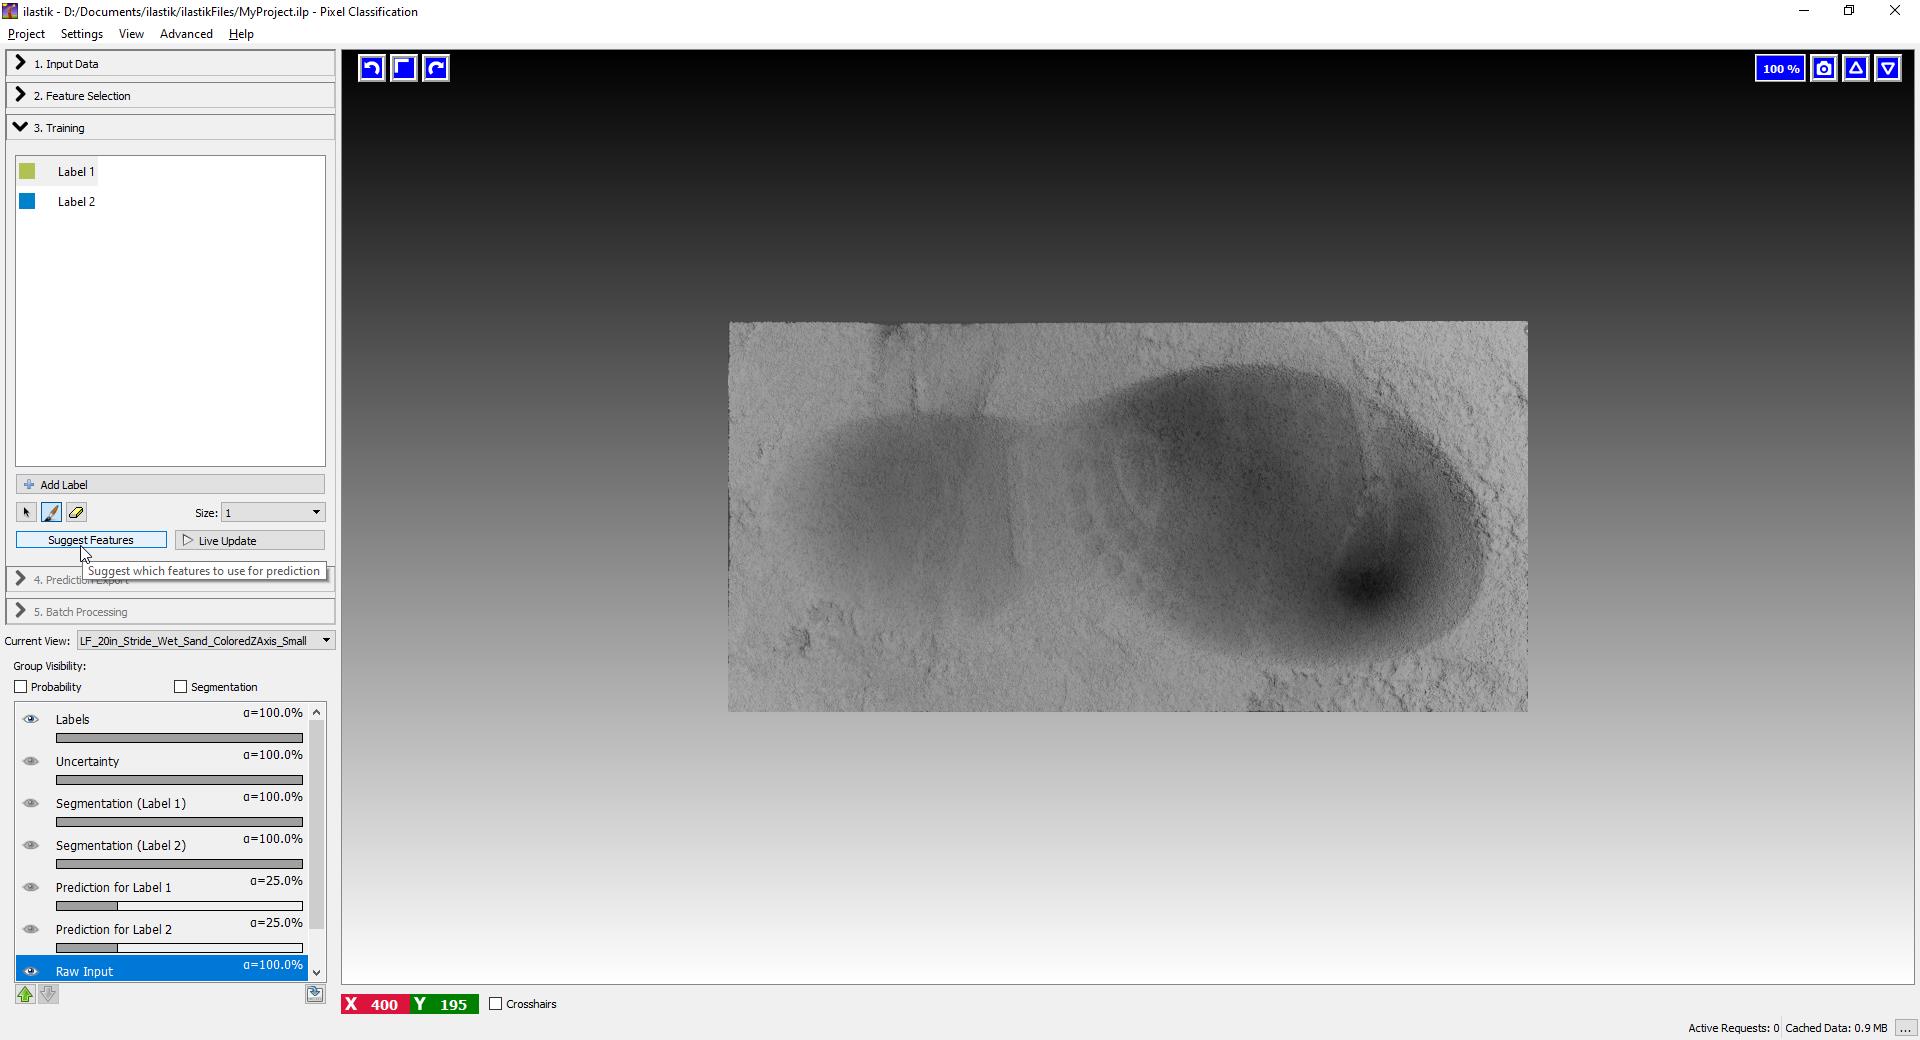 ilastik - D:/Documents/ilastik/ilastikFiles/MyProject.ilp - Pixel Classification
Project Settings View Advanced Help
1. Input Data
2. Feature Selection
3. Training
Label 1
Label 2
Add Label
Size: 1
Suggest Features Live Update
Suggest which features to use for prediction
4. Prediction Export
5. Batch Processing
Current View: LF_20in_Stride_Wet_Sand_ColoredZAxis_Small
Group Visibility:
Probability Segmentation
Labels α=100.0%
Uncertainty α=100.0%
Segmentation (Label 1) α=100.0%
Segmentation (Label 2) α=100.0%
Prediction for Label 1 α=25.0%
Prediction for Label 2 α=25.0%
Raw Input α=100.0%
100 %
X 400 Y 195 Crosshairs
Active Requests: 0 Cached Data: 0.9 MB ...